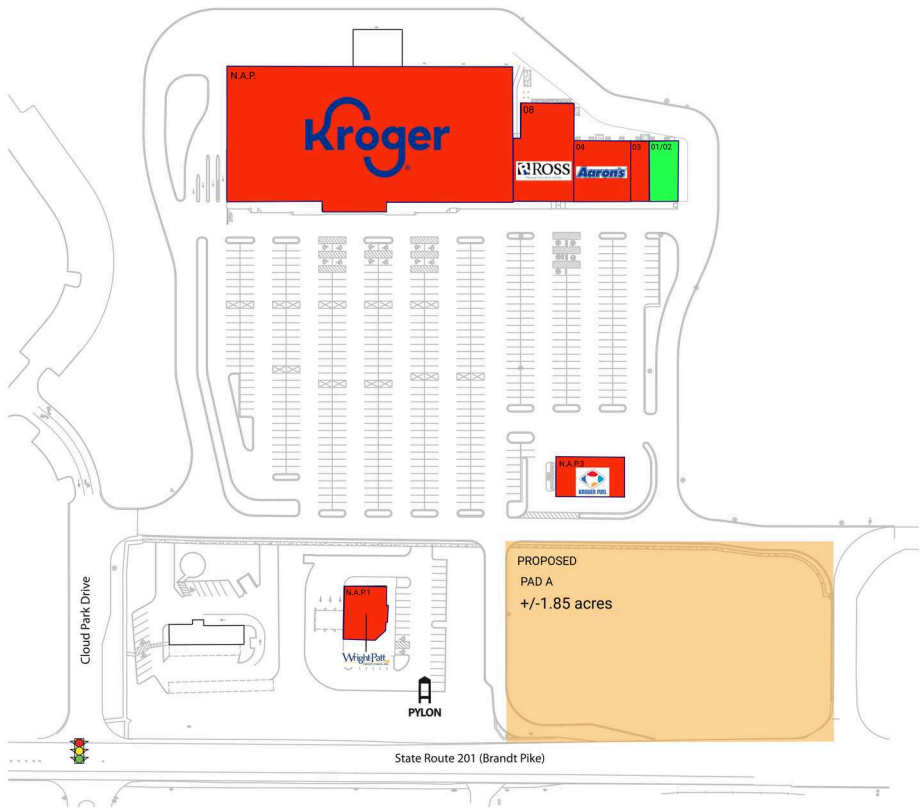 N.A.P.
Kroger
08
ROSS
04
Aaron's
03
01/02
N.A.P.3
KROGER FUEL
PROPOSED
PAD A
+/-1.85 acres
Cloud Park Drive
N.A.P.1
WrightPatt
PYLON
State Route 201 (Brandt Pike)